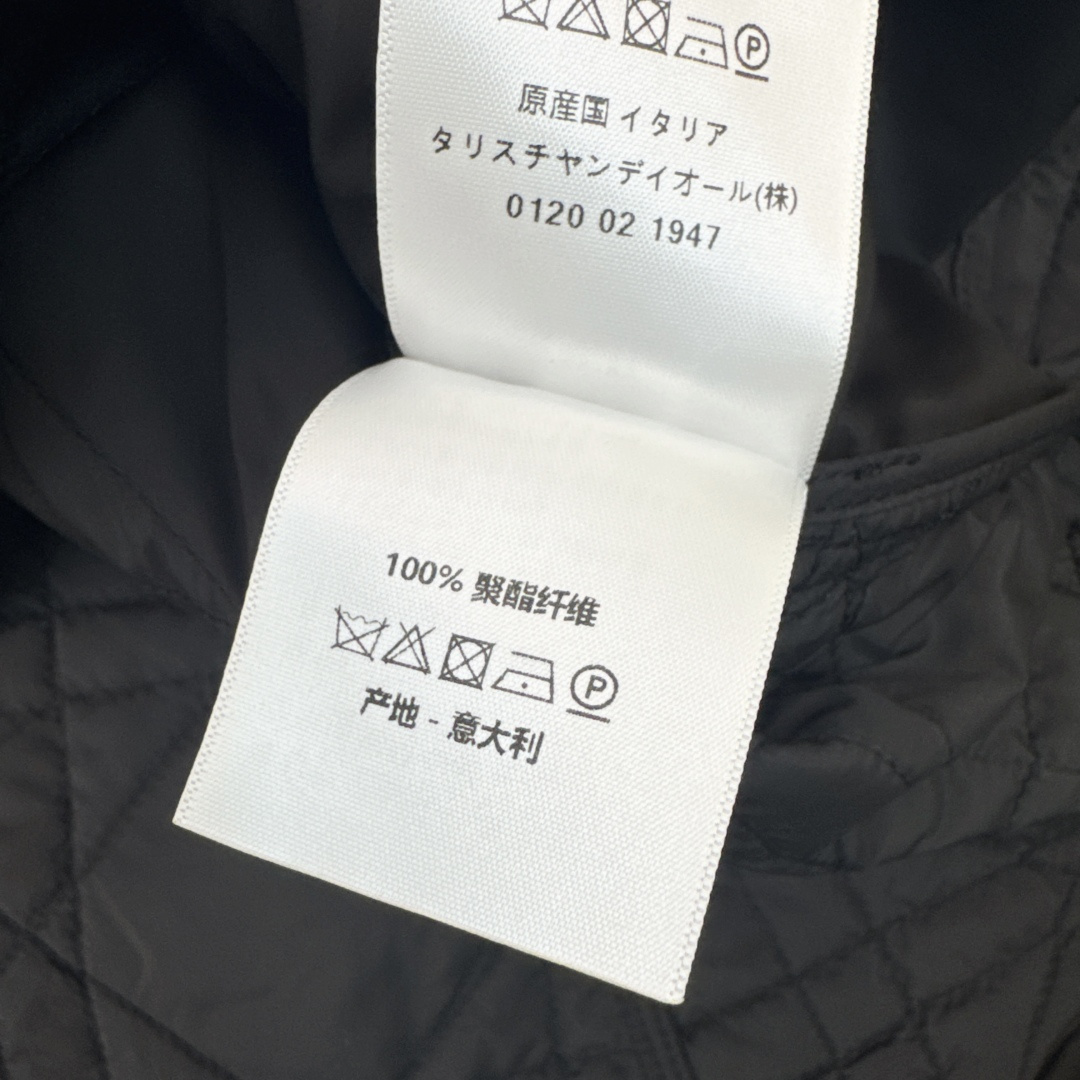 P
原産国 イタリア
タリスチャンディオール(株)
0120 02 1947
100% 聚酯纤维
P
产地 - 意大利